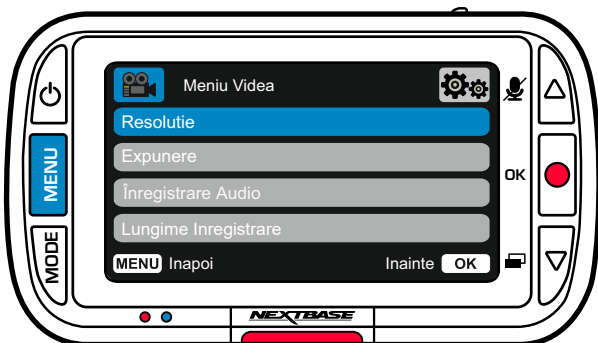 Meniu Videa
Resolutie
Expunere
Înregistrare Audio
Lungime Inregistrare
MENU Inapoi
Inainte OK
MENU
MODE
OK
NEXTBASE